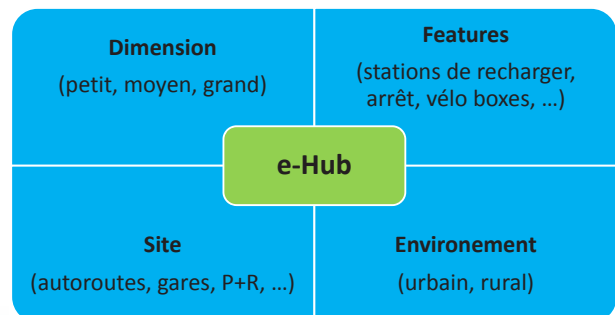 Dimension
(petit, moyen, grand)
Features
(stations de recharger,
arrêt, vélo boxes, ...)
e-Hub
Site
(autoroutes, gares, P+R, ...)
Environement
(urbain, rural)